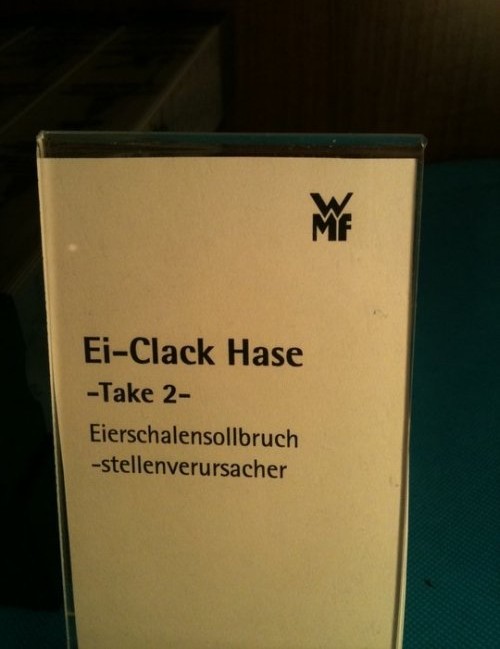 WMF
Ei-Clack Hase
-Take 2-
Eierschalensollbruch
-stellenverursacher